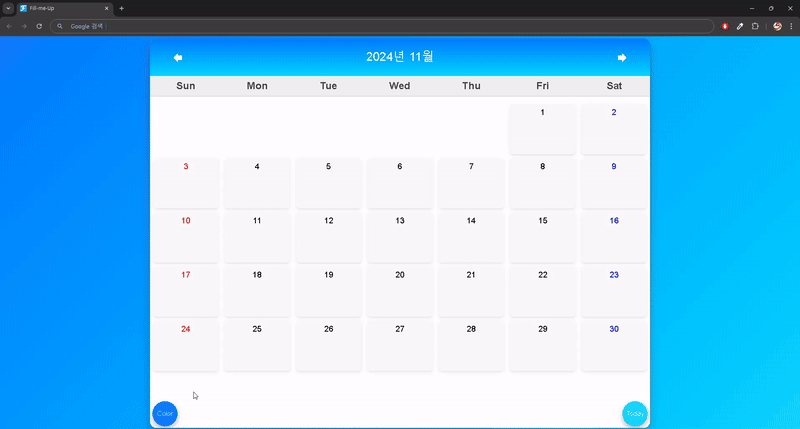 Fill-me-Up
Google 검색
2024년 11월
Sun Mon Tue Wed Thu Fri Sat
1 2
3 4 5 6 7 8 9
10 11 12 13 14 15 16
17 18 19 20 21 22 23
24 25 26 27 28 29 30
Color Today